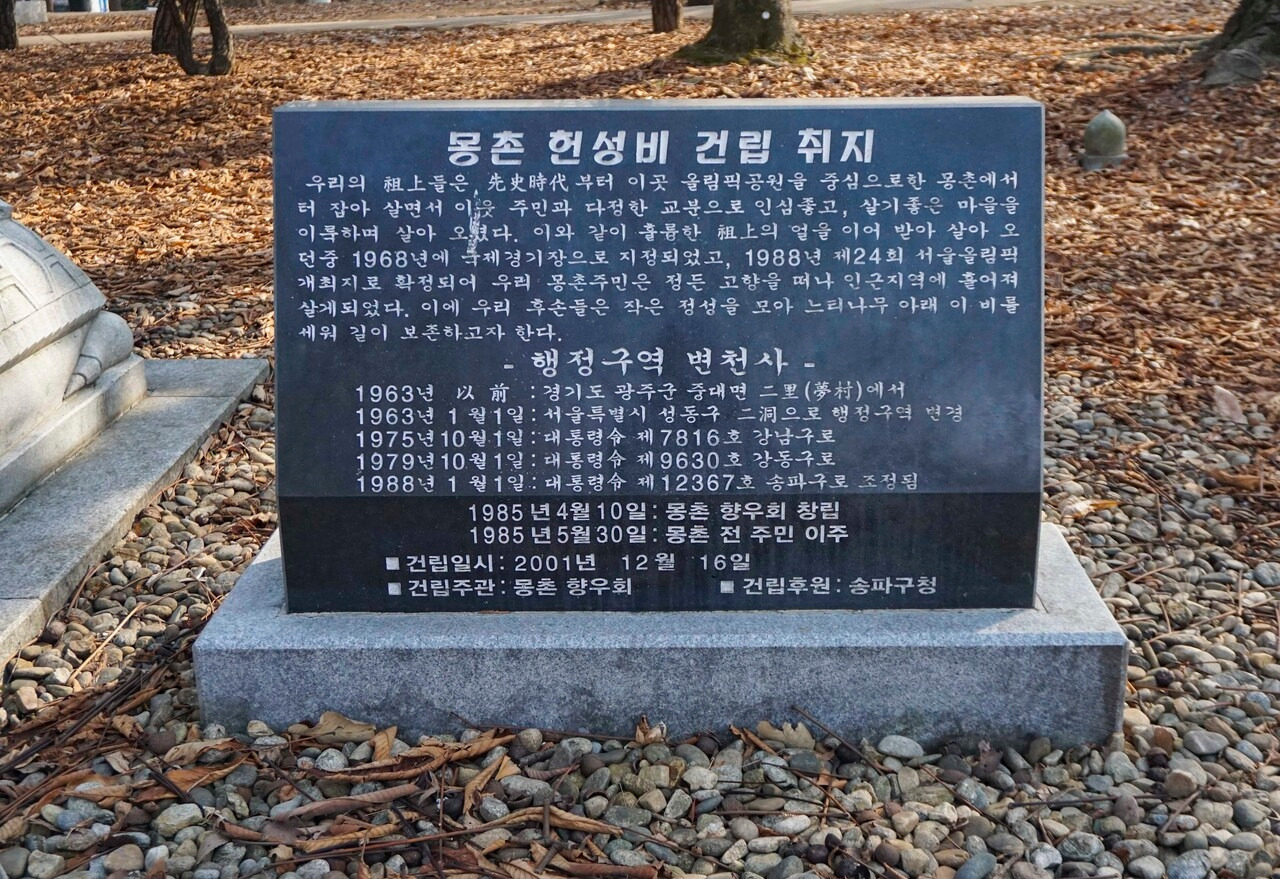 몽촌 헌성비 건립 취지
우리의 祖上들은 先史時代 부터 이곳 올림픽공원을 중심으로한 몽촌에서
터 잡아 살면서 이웃 주민과 다정한 교분으로 인심좋고, 살기좋은 마을을
이룩하며 살아 오셨다. 이와 같이 훌륭한 祖上의 얼을 이어 받아 살아 오
던중 1968년에 국제경기장으로 지정되었고, 1988년 제24회 서울올림픽
개최지로 확정되어 우리 몽촌주민은 정든 고향을 떠나 인근지역에 흩어져
살게되었다. 이에 우리 후손들은 작은 정성을 모아 느티나무 아래 이 비를
세워 길이 보존하고자 한다.
- 행정구역 변천사 -
1963년 以 前 : 경기도 광주군 중대면 二里(夢村)에서
1963년 1월1일 : 서울특별시 성동구 二洞으로 행정구역 변경
1975년10월1일 : 대통령令 제7816호 강남구로
1979년10월1일 : 대통령令 제9630호 강동구로
1988년 1월1일 : 대통령令 제12367호 송파구로 조정됨
1985년4월10일 : 몽촌 향우회 창립
1985년5월30일 : 몽촌 전 주민 이주
■ 건립일시 : 2001년 12월 16일
■ 건립주관 : 몽촌 향우회 ■ 건립후원 : 송파구청